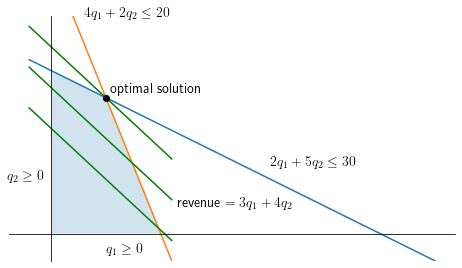 4q₁ + 2q₂ ≤ 20
optimal solution
2q₁ + 5q₂ ≤ 30
q₂ ≥ 0
revenue = 3q₁ + 4q₂
q₁ ≥ 0